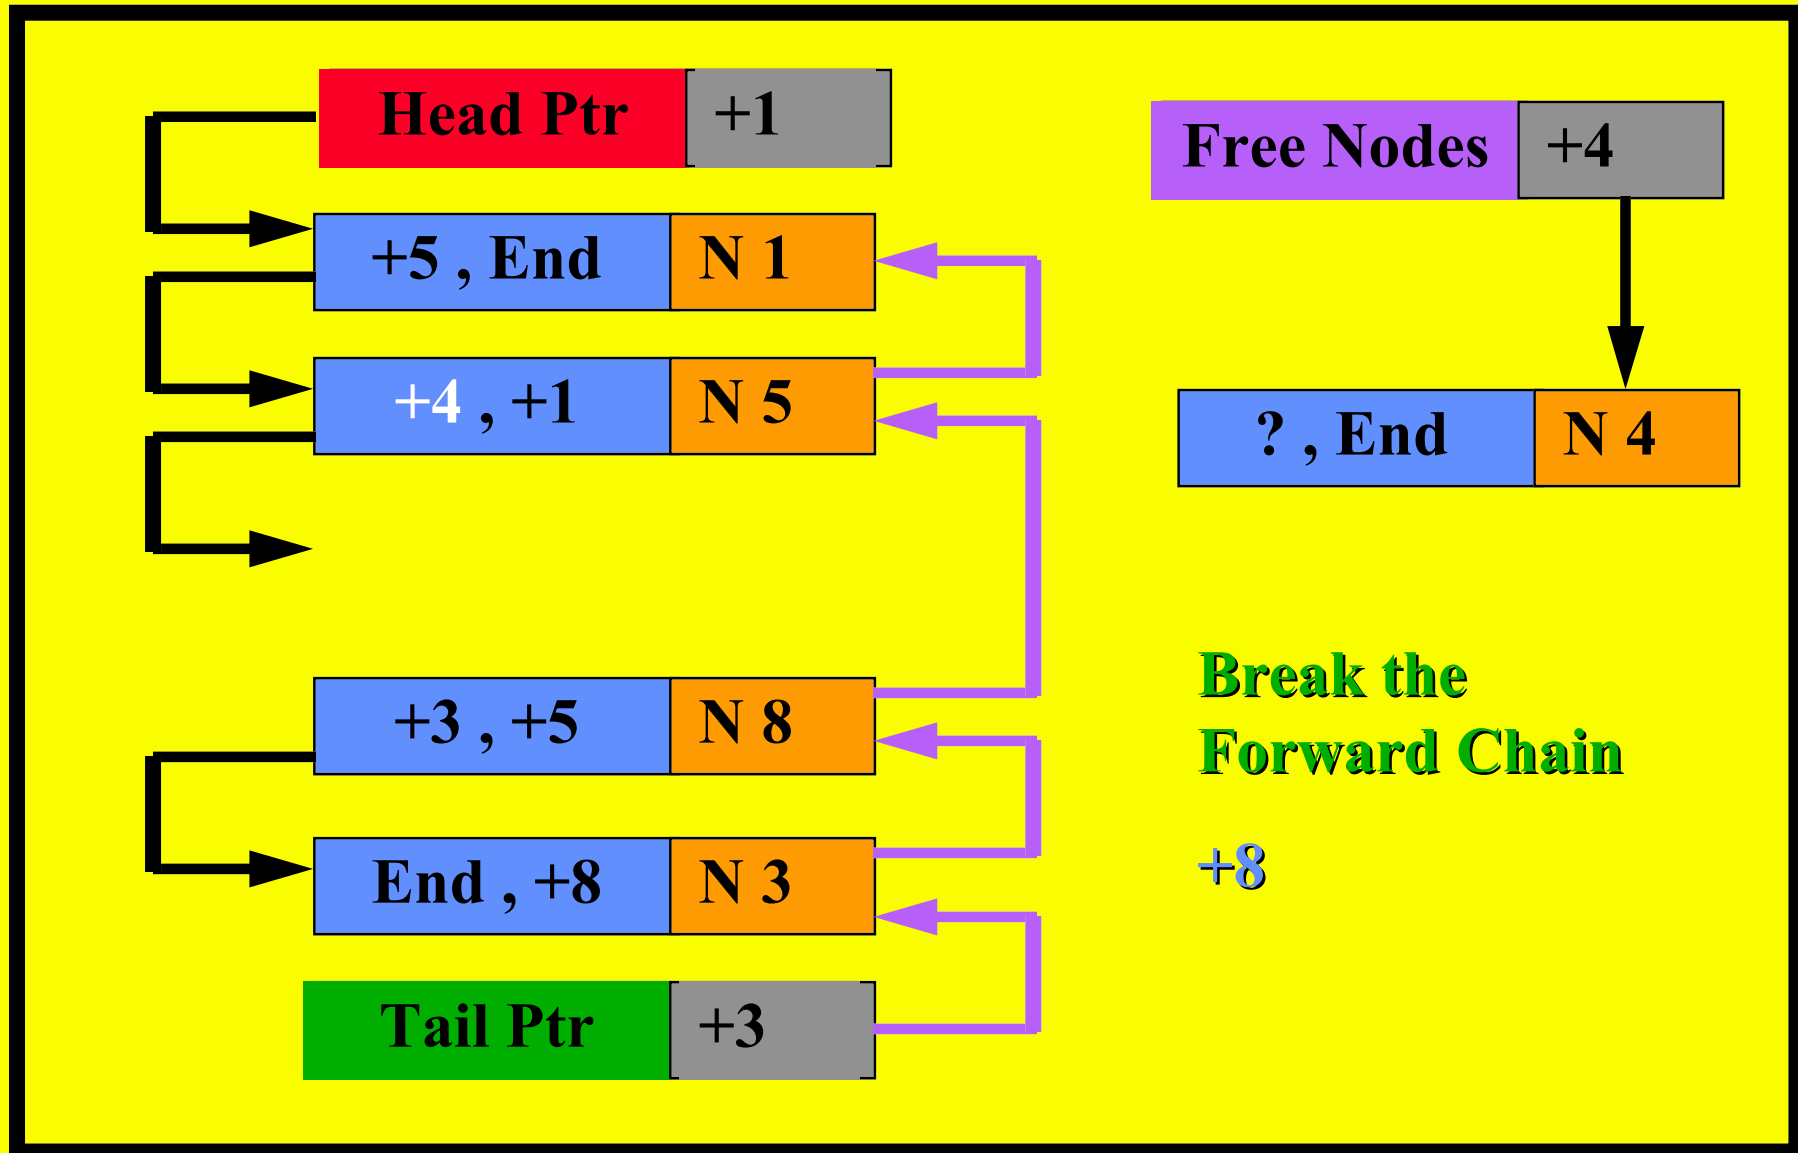 Head Ptr +1
+5 , End N 1
+4 , +1 N 5
+3 , +5 N 8
End , +8 N 3
Tail Ptr +3
Free Nodes +4
? , End N 4
Break the
Forward Chain
+8